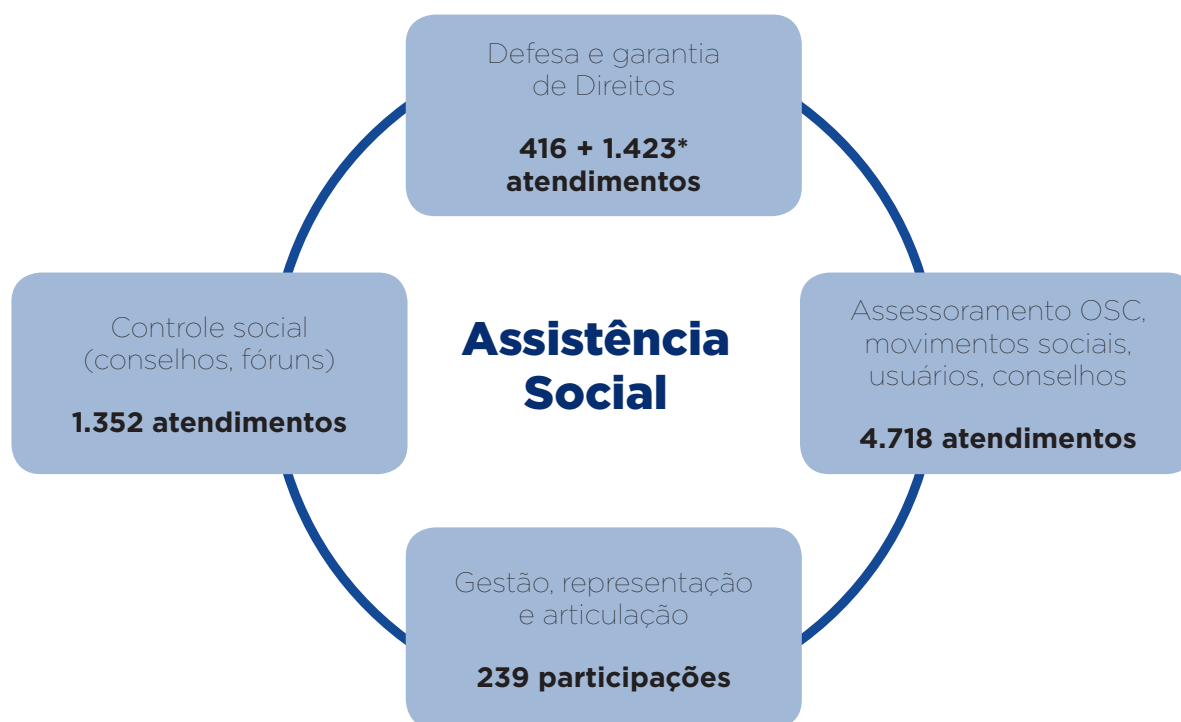 Defesa e garantia
de Direitos
416 + 1.423*
atendimentos
Controle social
(conselhos, fóruns)
1.352 atendimentos
Assistência
Social
Assessoramento OSC,
movimentos sociais,
usuários, conselhos
4.718 atendimentos
Gestão, representação
e articulação
239 participações